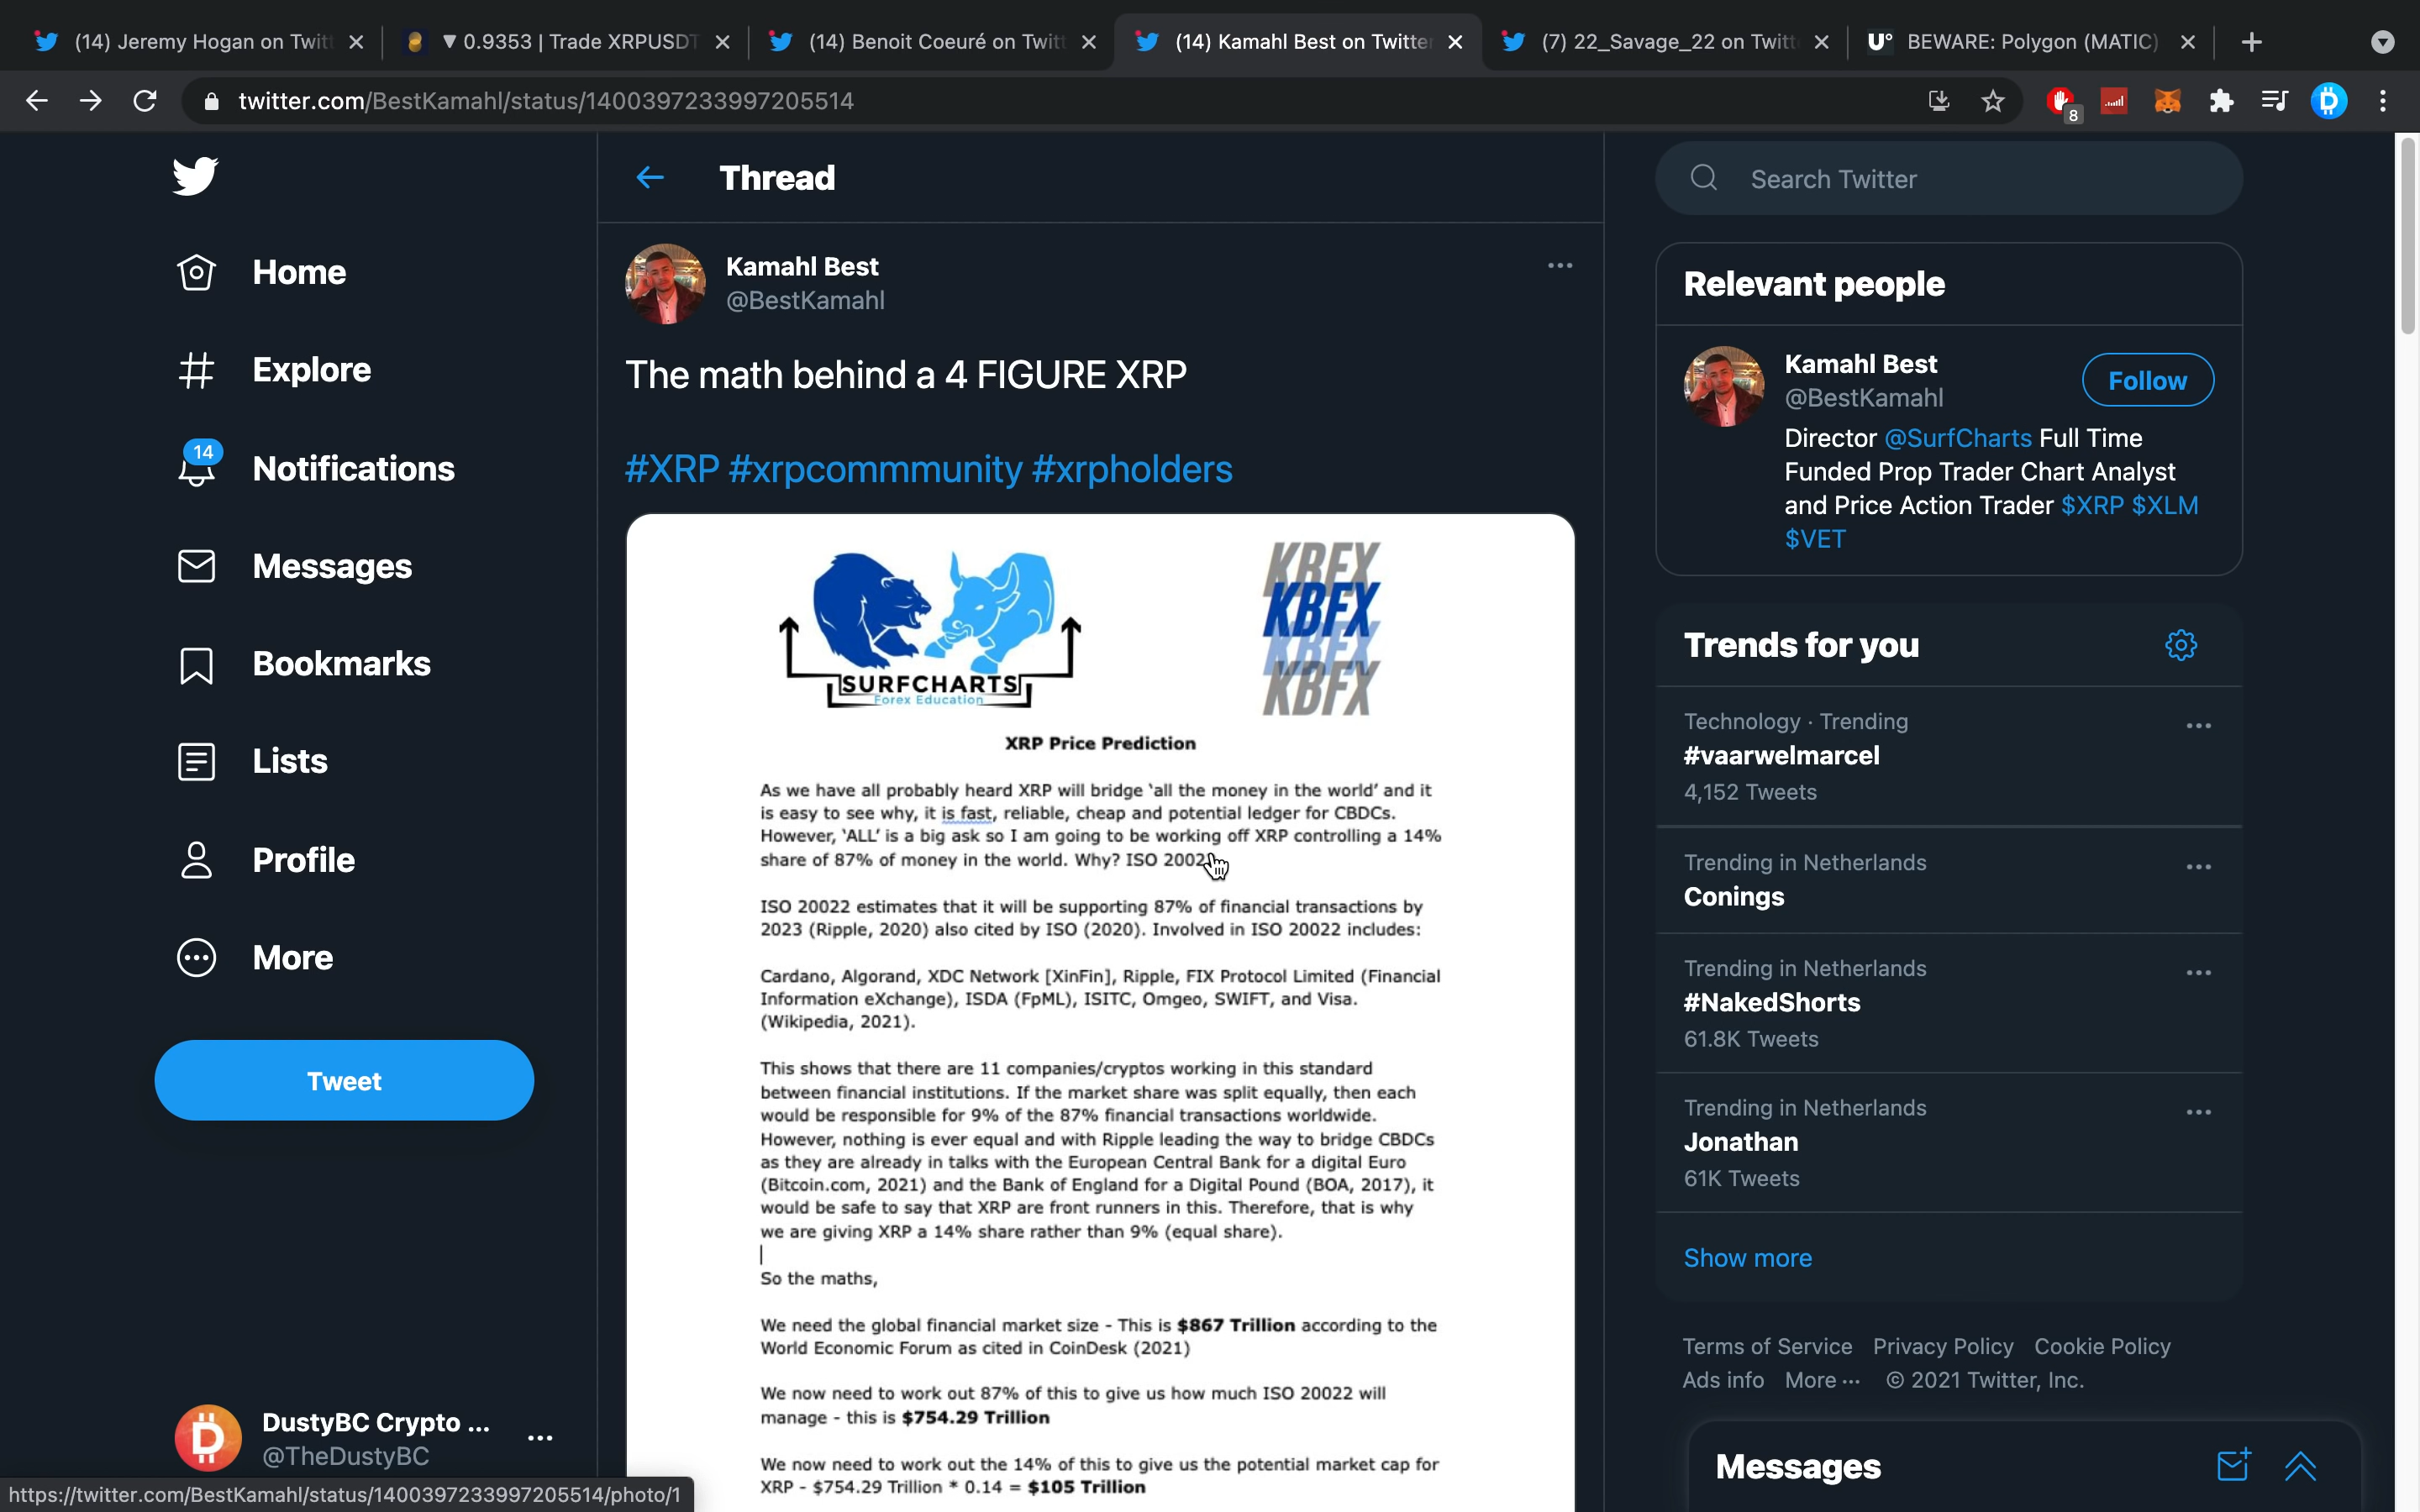 (14) Jeremy Hogan on Twit
▼ 0.9353 | Trade XRPUSDT
(14) Benoit Coeuré on Twit
(14) Kamahl Best on Twitter
(7) 22_Savage_22 on Twitt
U° BEWARE: Polygon (MATIC)
twitter.com/BestKamahl/status/1400397233997205514
8
Home
Explore
14
Notifications
Messages
Bookmarks
Lists
Profile
More
Tweet
DustyBC Crypto ...
@TheDustyBC
https://twitter.com/BestKamahl/status/1400397233997205514/photo/1
Thread
Kamahl Best
@BestKamahl
The math behind a 4 FIGURE XRP
#XRP #xrpcommmunity #xrpholders
SURFCHARTS
Forex Education
KBFX
KBFX
KBFX
KBFX
XRP Price Prediction
As we have all probably heard XRP will bridge ‘all the money in the world’ and it
is easy to see why, it is fast, reliable, cheap and potential ledger for CBDCs.
However, ‘ALL’ is a big ask so I am going to be working off XRP controlling a 14%
share of 87% of money in the world. Why? ISO 2002
ISO 20022 estimates that it will be supporting 87% of financial transactions by
2023 (Ripple, 2020) also cited by ISO (2020). Involved in ISO 20022 includes:
Cardano, Algorand, XDC Network [XinFin], Ripple, FIX Protocol Limited (Financial
Information eXchange), ISDA (FpML), ISITC, Omgeo, SWIFT, and Visa.
(Wikipedia, 2021).
This shows that there are 11 companies/cryptos working in this standard
between financial institutions. If the market share was split equally, then each
would be responsible for 9% of the 87% financial transactions worldwide.
However, nothing is ever equal and with Ripple leading the way to bridge CBDCs
as they are already in talks with the European Central Bank for a digital Euro
(Bitcoin.com, 2021) and the Bank of England for a Digital Pound (BOA, 2017), it
would be safe to say that XRP are front runners in this. Therefore, that is why
we are giving XRP a 14% share rather than 9% (equal share).
So the maths,
We need the global financial market size - This is $867 Trillion according to the
World Economic Forum as cited in CoinDesk (2021)
We now need to work out 87% of this to give us how much ISO 20022 will
manage - this is $754.29 Trillion
We now need to work out the 14% of this to give us the potential market cap for
XRP - $754.29 Trillion * 0.14 = $105 Trillion
Search Twitter
Relevant people
Kamahl Best
@BestKamahl
Follow
Director @SurfCharts Full Time
Funded Prop Trader Chart Analyst
and Price Action Trader $XRP $XLM
$VET
Trends for you
Technology · Trending
#vaarwelmarcel
4,152 Tweets
Trending in Netherlands
Conings
Trending in Netherlands
#NakedShorts
61.8K Tweets
Trending in Netherlands
Jonathan
61K Tweets
Show more
Terms of Service Privacy Policy Cookie Policy
Ads info More ··· © 2021 Twitter, Inc.
Messages